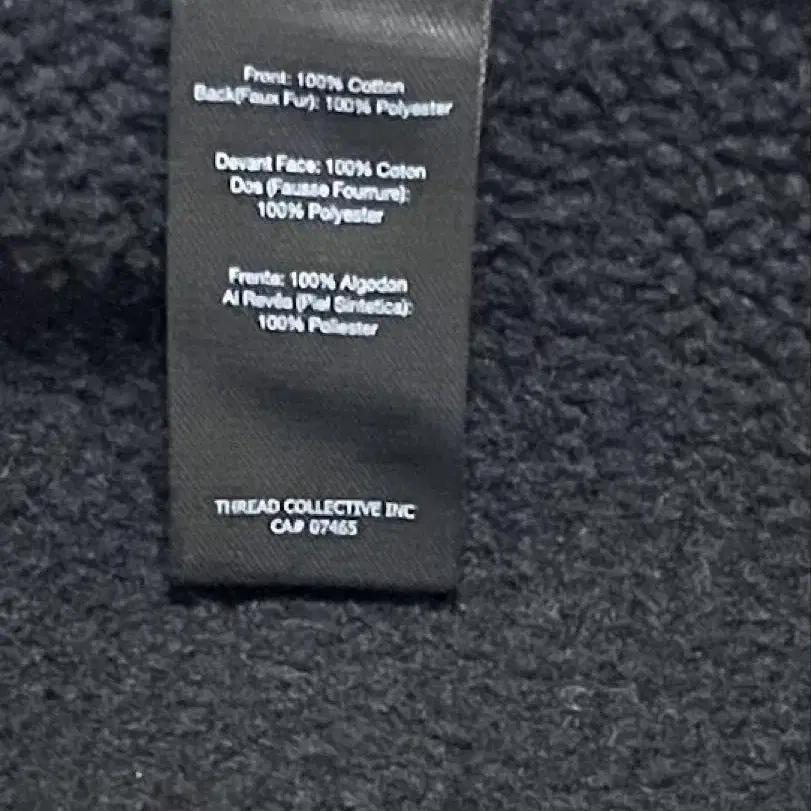 Front: 100% Cotton
Back(Faux Fur): 100% Polyester
Devant Face: 100% Coton
Dos (Fausse Fourrure):
100% Polyester
Frente: 100% Algodon
Al Revés (Piel Sintetica):
100% Poliester
THREAD COLLECTIVE INC
CA# 07465